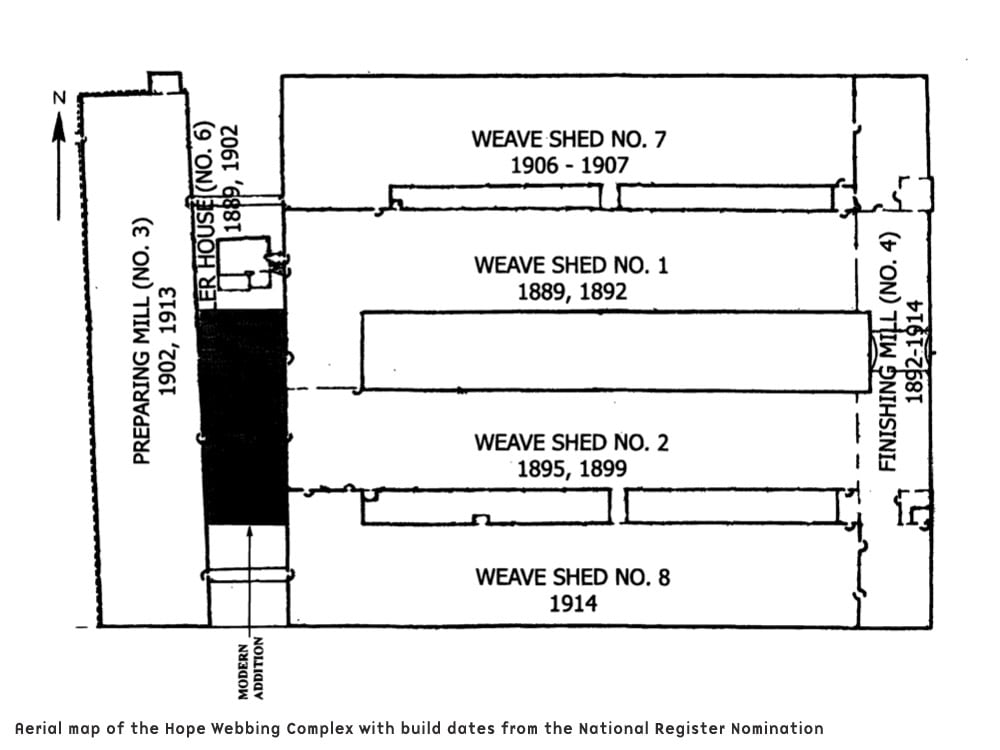 N
WEAVE SHED NO. 7
1906 - 1907
LER HOUSE (NO. 6)
1889, 1902
PREPARING MILL (NO. 3)
1902, 1913
WEAVE SHED NO. 1
1889, 1892
FINISHING MILL (NO. 4)
1892-1914
WEAVE SHED NO. 2
1895, 1899
WEAVE SHED NO. 8
1914
MODERN
ADDITION
Aerial map of the Hope Webbing Complex with build dates from the National Register Nomination